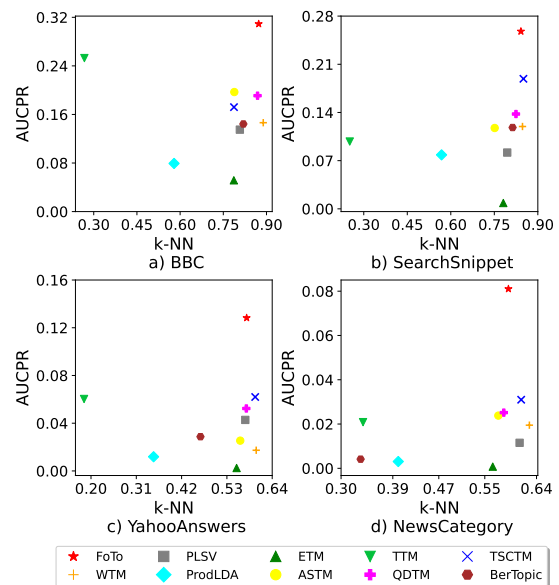 AUCPR
0.32
0.24
0.16
0.08
0.00
0.30 0.45 0.60 0.75 0.90
k-NN
a) BBC
AUCPR
0.28
0.21
0.14
0.07
0.00
0.30 0.45 0.60 0.75 0.90
k-NN
b) SearchSnippet
AUCPR
0.16
0.12
0.08
0.04
0.00
0.20 0.31 0.42 0.53 0.64
k-NN
c) YahooAnswers
AUCPR
0.08
0.06
0.04
0.02
0.00
0.30 0.39 0.47 0.55 0.64
k-NN
d) NewsCategory
FoTo PLSV ETM TTM TSCTM
WTM ProdLDA ASTM QDTM BerTopic